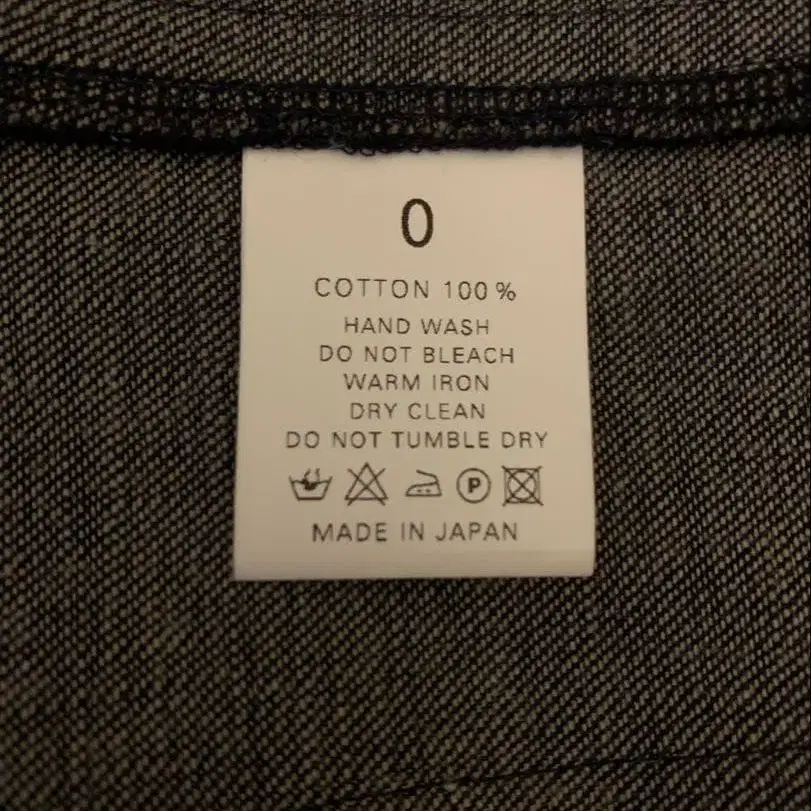 0
COTTON 100%
HAND WASH
DO NOT BLEACH
WARM IRON
DRY CLEAN
DO NOT TUMBLE DRY
P
MADE IN JAPAN